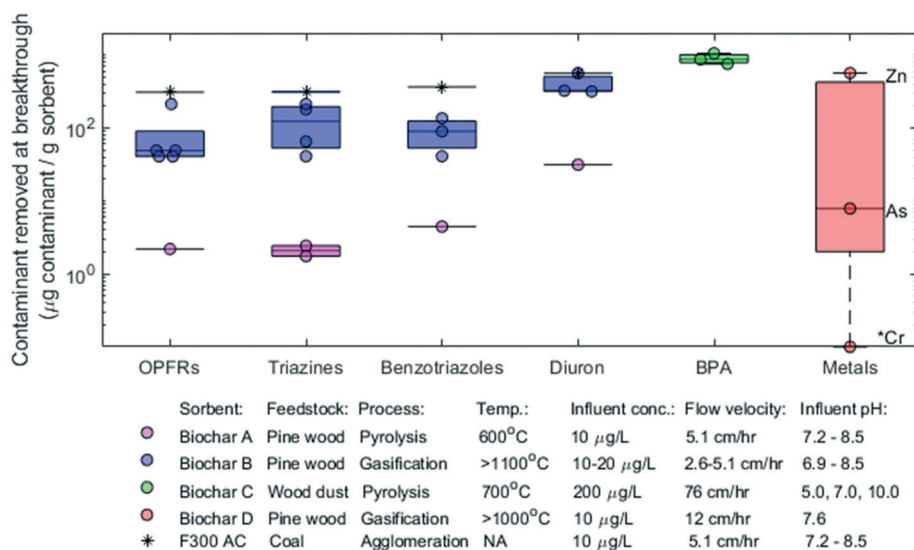 Contaminant removed at breakthrough
(μg contaminant / g sorbent)
10²
10⁰
Zn
As
*Cr
OPFRs Triazines Benzotriazoles Diuron BPA Metals
Sorbent: Feedstock: Process: Temp.: Influent conc.: Flow velocity: Influent pH:
Biochar A Pine wood Pyrolysis 600°C 10 μg/L 5.1 cm/hr 7.2 - 8.5
Biochar B Pine wood Gasification >1100°C 10-20 μg/L 2.6-5.1 cm/hr 6.9 - 8.5
Biochar C Wood dust Pyrolysis 700°C 200 μg/L 76 cm/hr 5.0, 7.0, 10.0
Biochar D Pine wood Gasification >1000°C 10 μg/L 12 cm/hr 7.6
* F300 AC Coal Agglomeration NA 10 μg/L 5.1 cm/hr 7.2 - 8.5